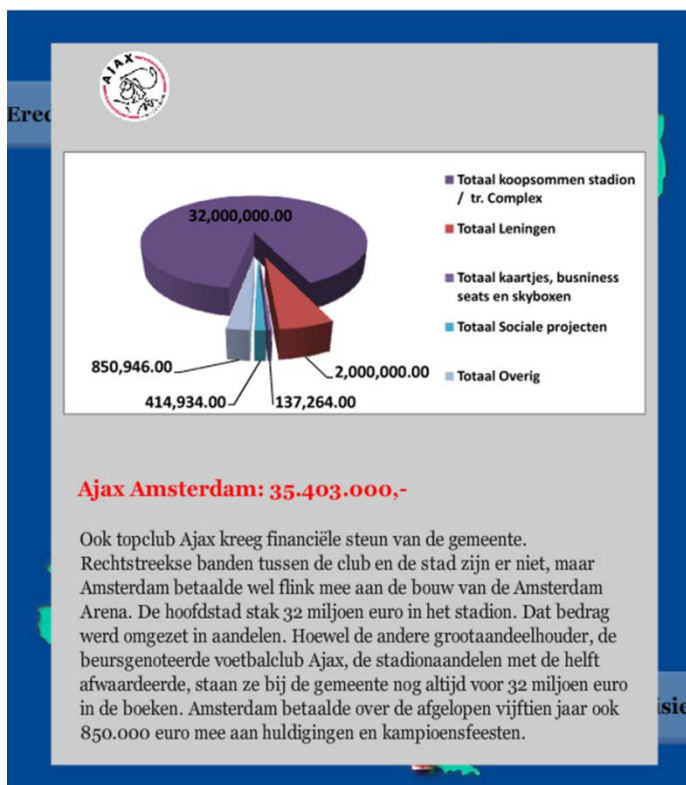 AJAX
Ered
32,000,000.00
850,946.00
414,934.00
137,264.00
2,000,000.00
Totaal koopsommen stadion
/ tr. Complex
Totaal Leningen
Totaal kaartjes, busniness
seats en skyboxen
Totaal Sociale projecten
Totaal Overig
Ajax Amsterdam: 35.403.000,-
Ook topclub Ajax kreeg financiële steun van de gemeente.
Rechtstreekse banden tussen de club en de stad zijn er niet, maar
Amsterdam betaalde wel flink mee aan de bouw van de Amsterdam
Arena. De hoofdstad stak 32 miljoen euro in het stadion. Dat bedrag
werd omgezet in aandelen. Hoewel de andere grootaandeelhouder, de
beursgenoteerde voetbalclub Ajax, de stadionaandelen met de helft
afwaardeerde, staan ze bij de gemeente nog altijd voor 32 miljoen euro
in de boeken. Amsterdam betaalde over de afgelopen vijftien jaar ook
850.000 euro mee aan huldigingen en kampioensfeesten.
isie